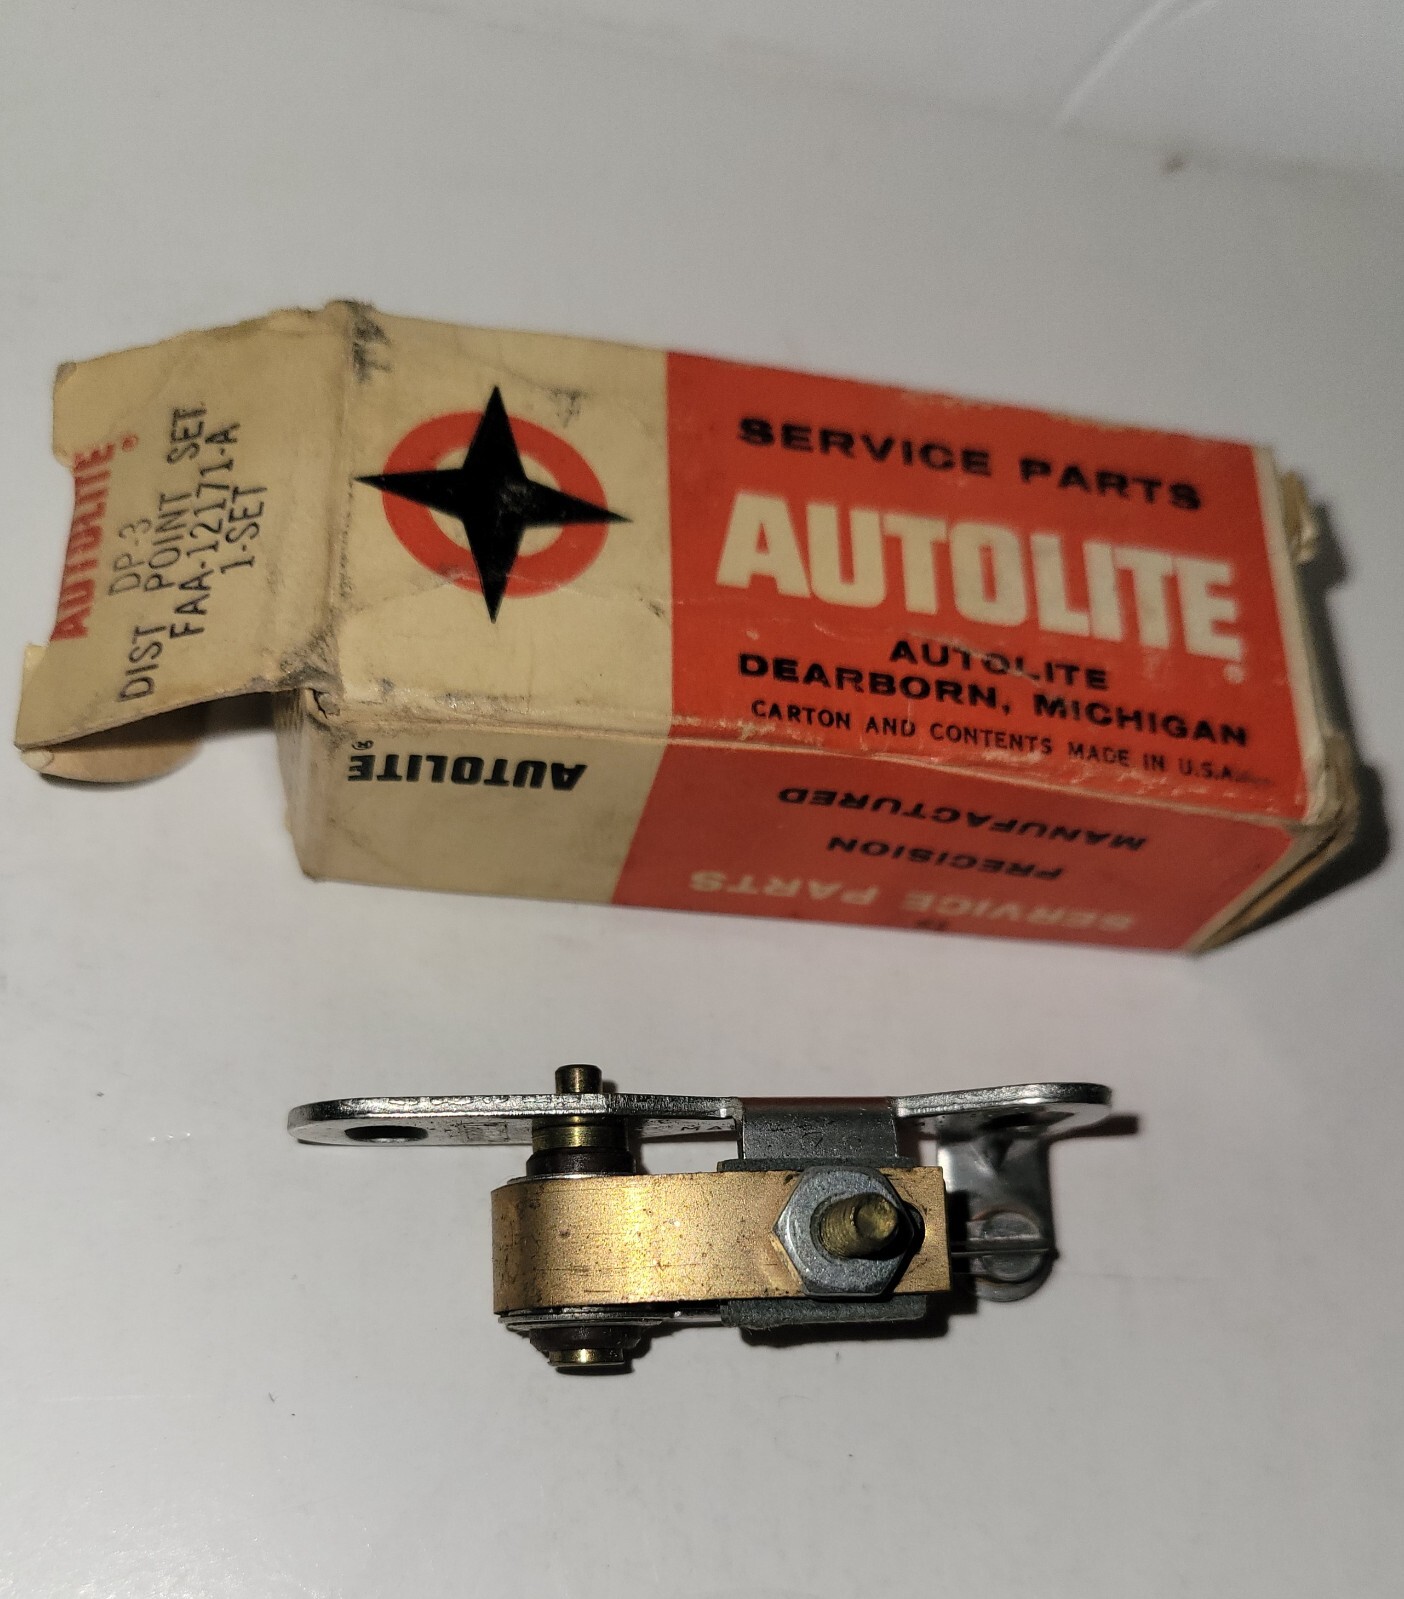 AUTOLITE®
DP-3
DIST POINT SET
FAA-12171-A
1-SET
SERVICE PARTS
AUTOLITE®
AUTOLITE
DEARBORN, MICHIGAN
CARTON AND CONTENTS MADE IN U.S.A.
AUTOLITE®
SERVICE PARTS
PRECISION
MANUFACTURED